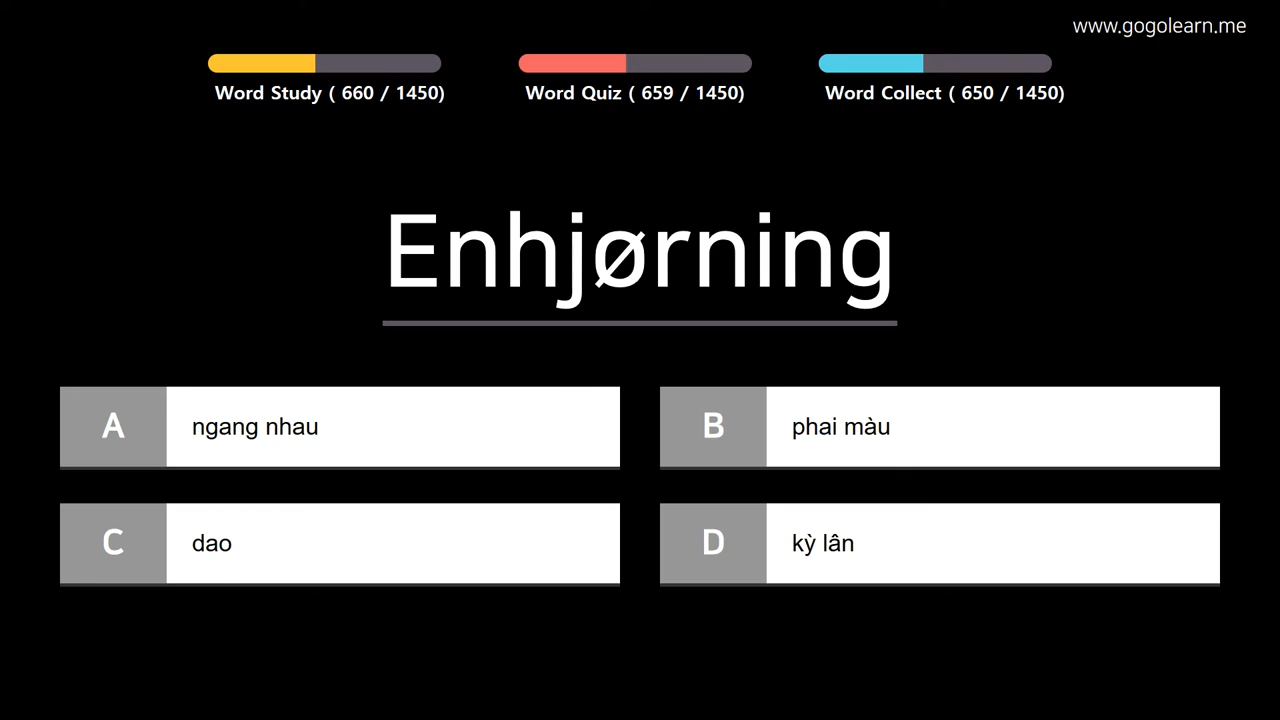 www.gogolearn.me
Word Study ( 660 / 1450)
Word Quiz ( 659 / 1450)
Word Collect ( 650 / 1450)
Enhjørning
A
ngang nhau
B
phai màu
C
dao
D
kỳ lân